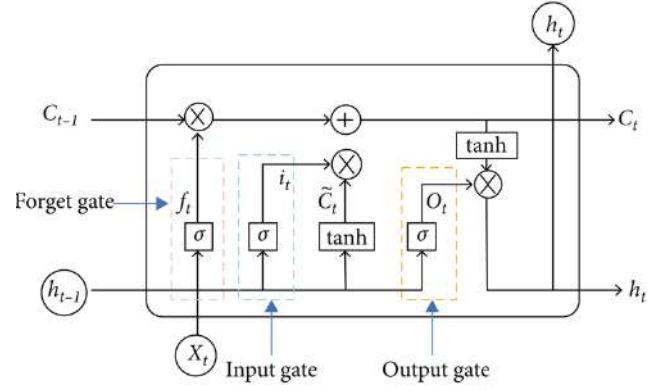 h_t
C_{t-1}
C_t
tanh
i_t
C̃_t
O_t
Forget gate
f_t
σ
σ
tanh
σ
h_{t-1}
h_t
X_t
Input gate
Output gate